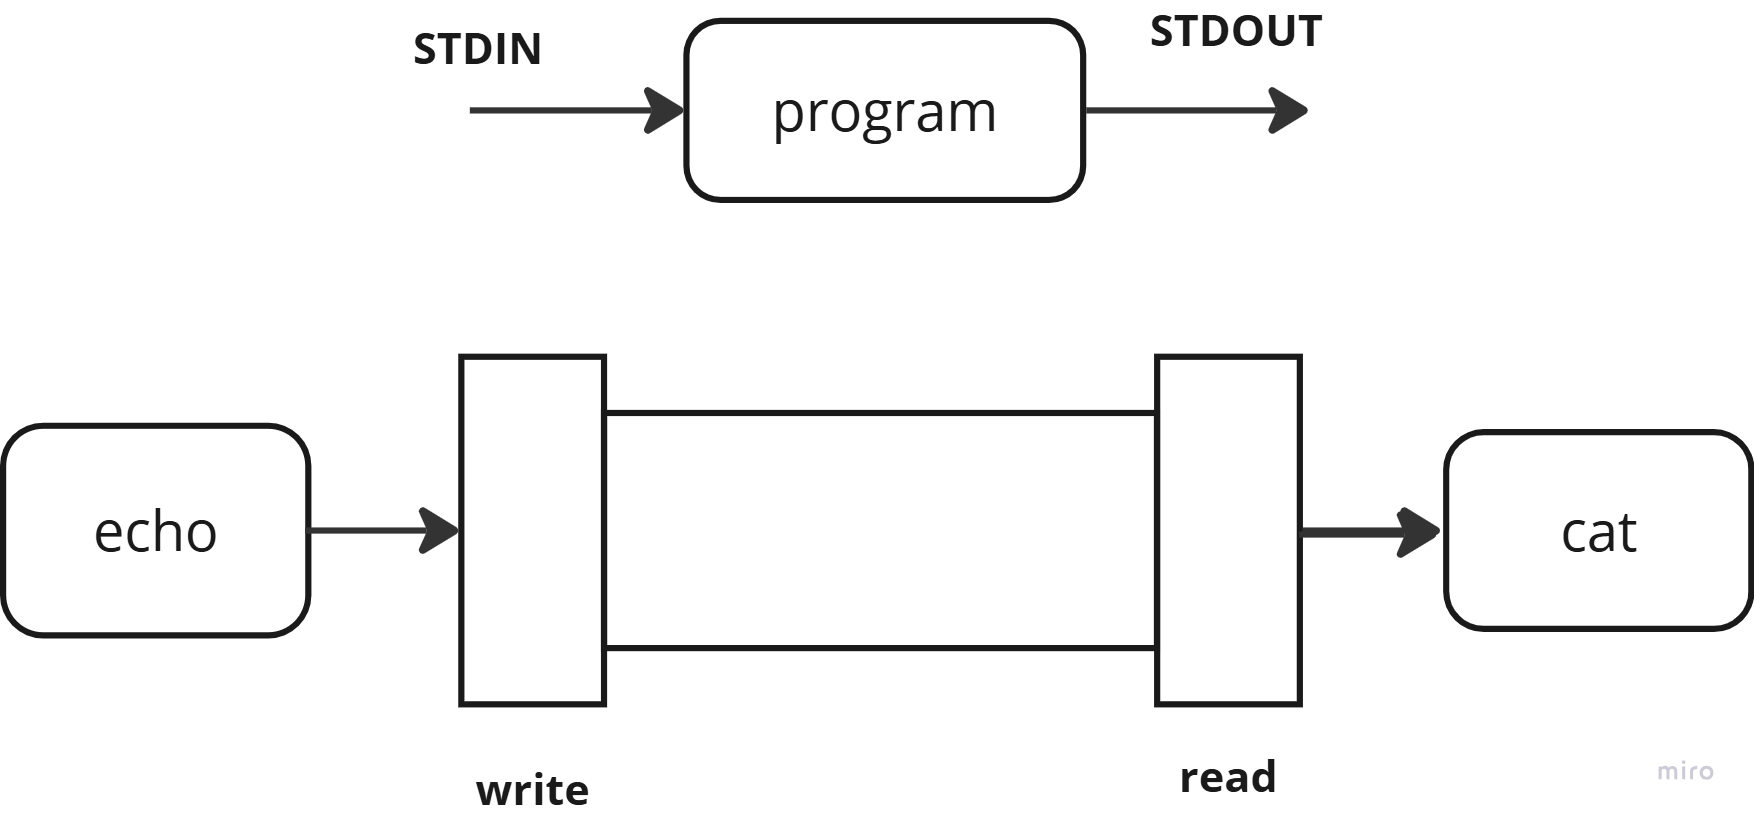 STDIN
STDOUT
program
echo
cat
write
read
miro